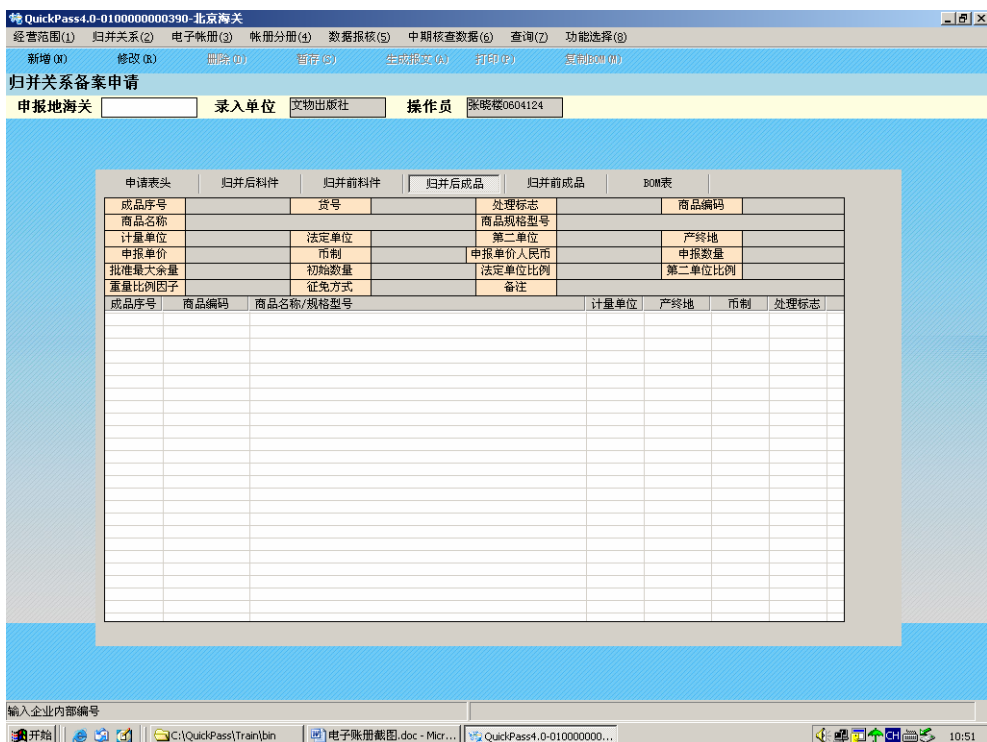 QuickPass4.0-0100000000390-北京海关
经营范围(1) 归并关系(2) 电子帐册(3) 帐册分册(4) 数据报核(5) 中期核查数据(6) 查询(7) 功能选择(8)
新增(N) 修改(R) 删除(D) 暂存(S) 生成报文(A) 打印(P) 复制BOM(M)
归并关系备案申请
申报地海关 录入单位 文物出版社 操作员 张晓楼0604124
申请表头 归并后料件 归并前料件 归并后成品 归并前成品 BOM表
成品序号 货号 处理标志 商品编码
商品名称 商品规格型号
计量单位 法定单位 第二单位 产终地
申报单价 币制 申报单价人民币 申报数量
批准最大余量 初始数量 法定单位比例 第二单位比例
重量比例因子 征免方式 备注
成品序号 商品编码 商品名称/规格型号 计量单位 产终地 币制 处理标志
输入企业内部编号
开始 C:\QuickPass\Train\bin 电子账册截图.doc - Micr... QuickPass4.0-010000000... CH 10:51